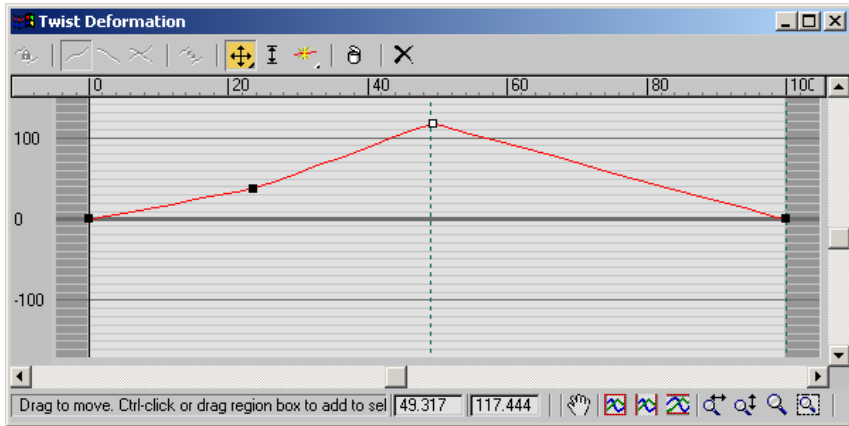 Twist Deformation
0 20 40 60 80 100
100
0
-100
Drag to move. Ctrl-click or drag region box to add to sel 49.317 117.444